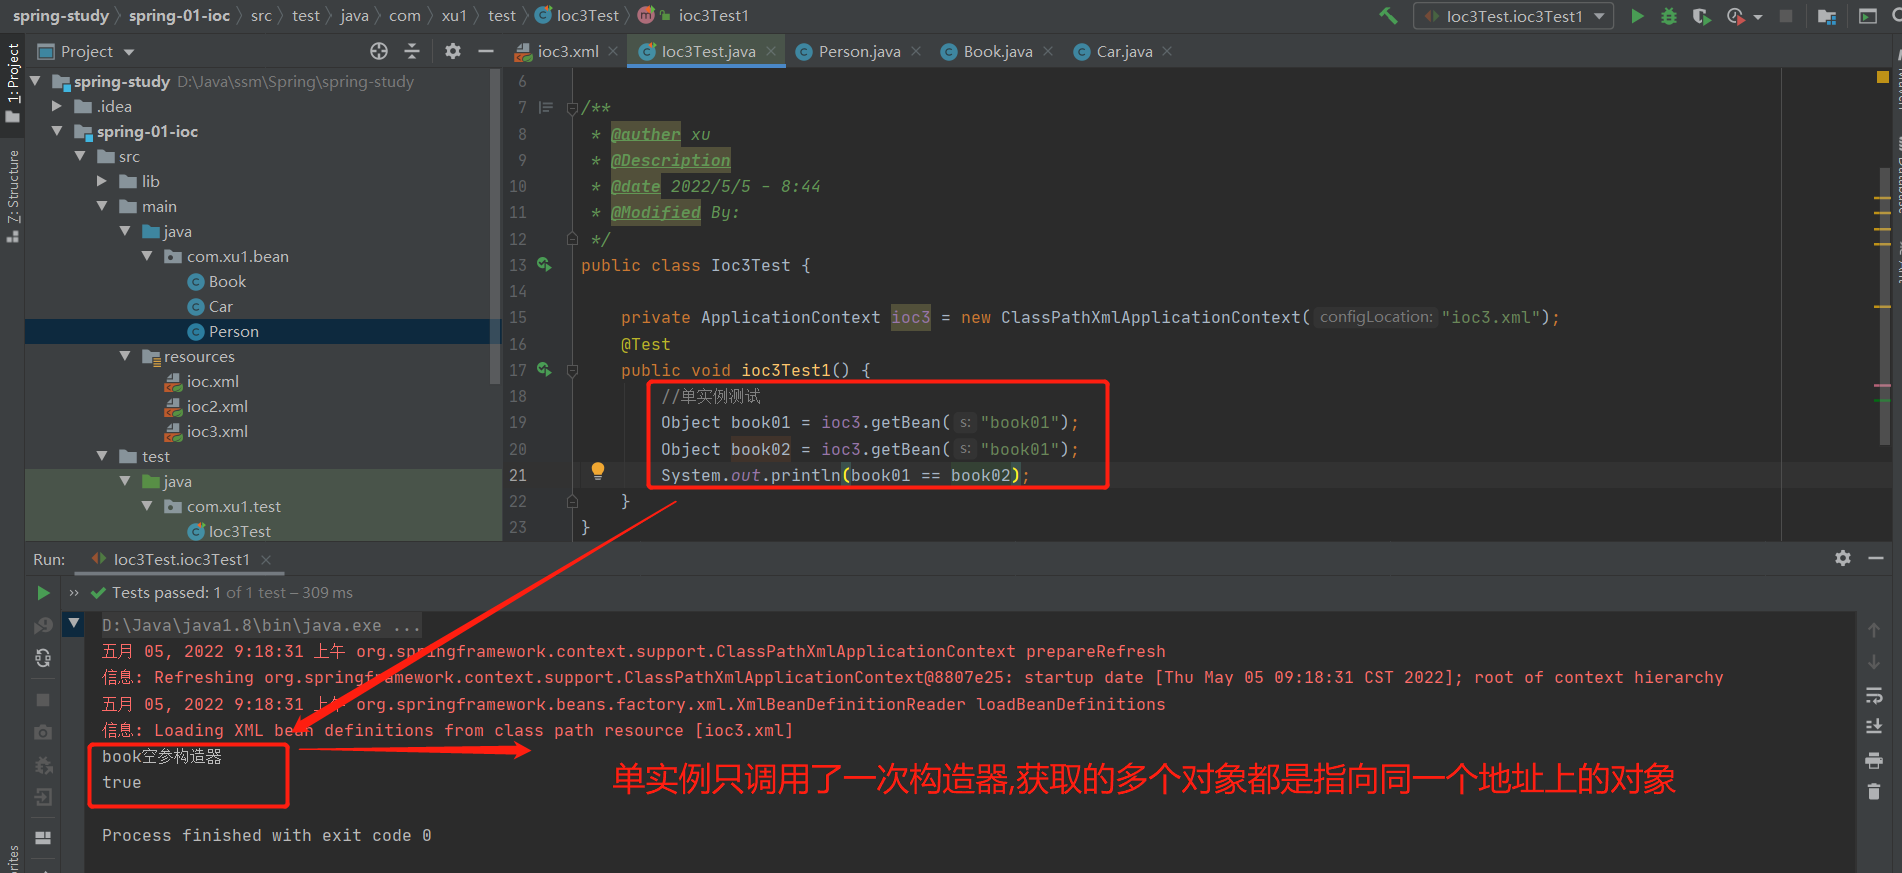 spring-study 〉 spring-01-ioc 〉 src 〉 test 〉 java 〉 com 〉 xu1 〉 test 〉 Ioc3Test 〉 ioc3Test1
Ioc3Test.ioc3Test1
Project
ioc3.xml
Ioc3Test.java
Person.java
Book.java
Car.java
1: Project
7: Structure
spring-study D:\Java\ssm\Spring\spring-study
.idea
spring-01-ioc
src
lib
main
java
com.xu1.bean
Book
Car
Person
resources
ioc.xml
ioc2.xml
ioc3.xml
test
java
com.xu1.test
Ioc3Test
6
7 /**
8 * @auther xu
9 * @Description
10 * @date 2022/5/5 - 8:44
11 * @Modified By:
12 */
13 public class Ioc3Test {
14
15 private ApplicationContext ioc3 = new ClassPathXmlApplicationContext( configLocation: "ioc3.xml");
16 @Test
17 public void ioc3Test1() {
18 //单实例测试
19 Object book01 = ioc3.getBean( s: "book01");
20 Object book02 = ioc3.getBean( s: "book01");
21 System.out.println(book01 == book02);
22 }
23 }
Run: Ioc3Test.ioc3Test1
Tests passed: 1 of 1 test – 309 ms
D:\Java\java1.8\bin\java.exe ...
五月 05, 2022 9:18:31 上午 org.springframework.context.support.ClassPathXmlApplicationContext prepareRefresh
信息: Refreshing org.springframework.context.support.ClassPathXmlApplicationContext@8807e25: startup date [Thu May 05 09:18:31 CST 2022]; root of context hierarchy
五月 05, 2022 9:18:31 上午 org.springframework.beans.factory.xml.XmlBeanDefinitionReader loadBeanDefinitions
信息: Loading XML bean definitions from class path resource [ioc3.xml]
book空参构造器
true
单实例只调用了一次构造器,获取的多个对象都是指向同一个地址上的对象
Process finished with exit code 0